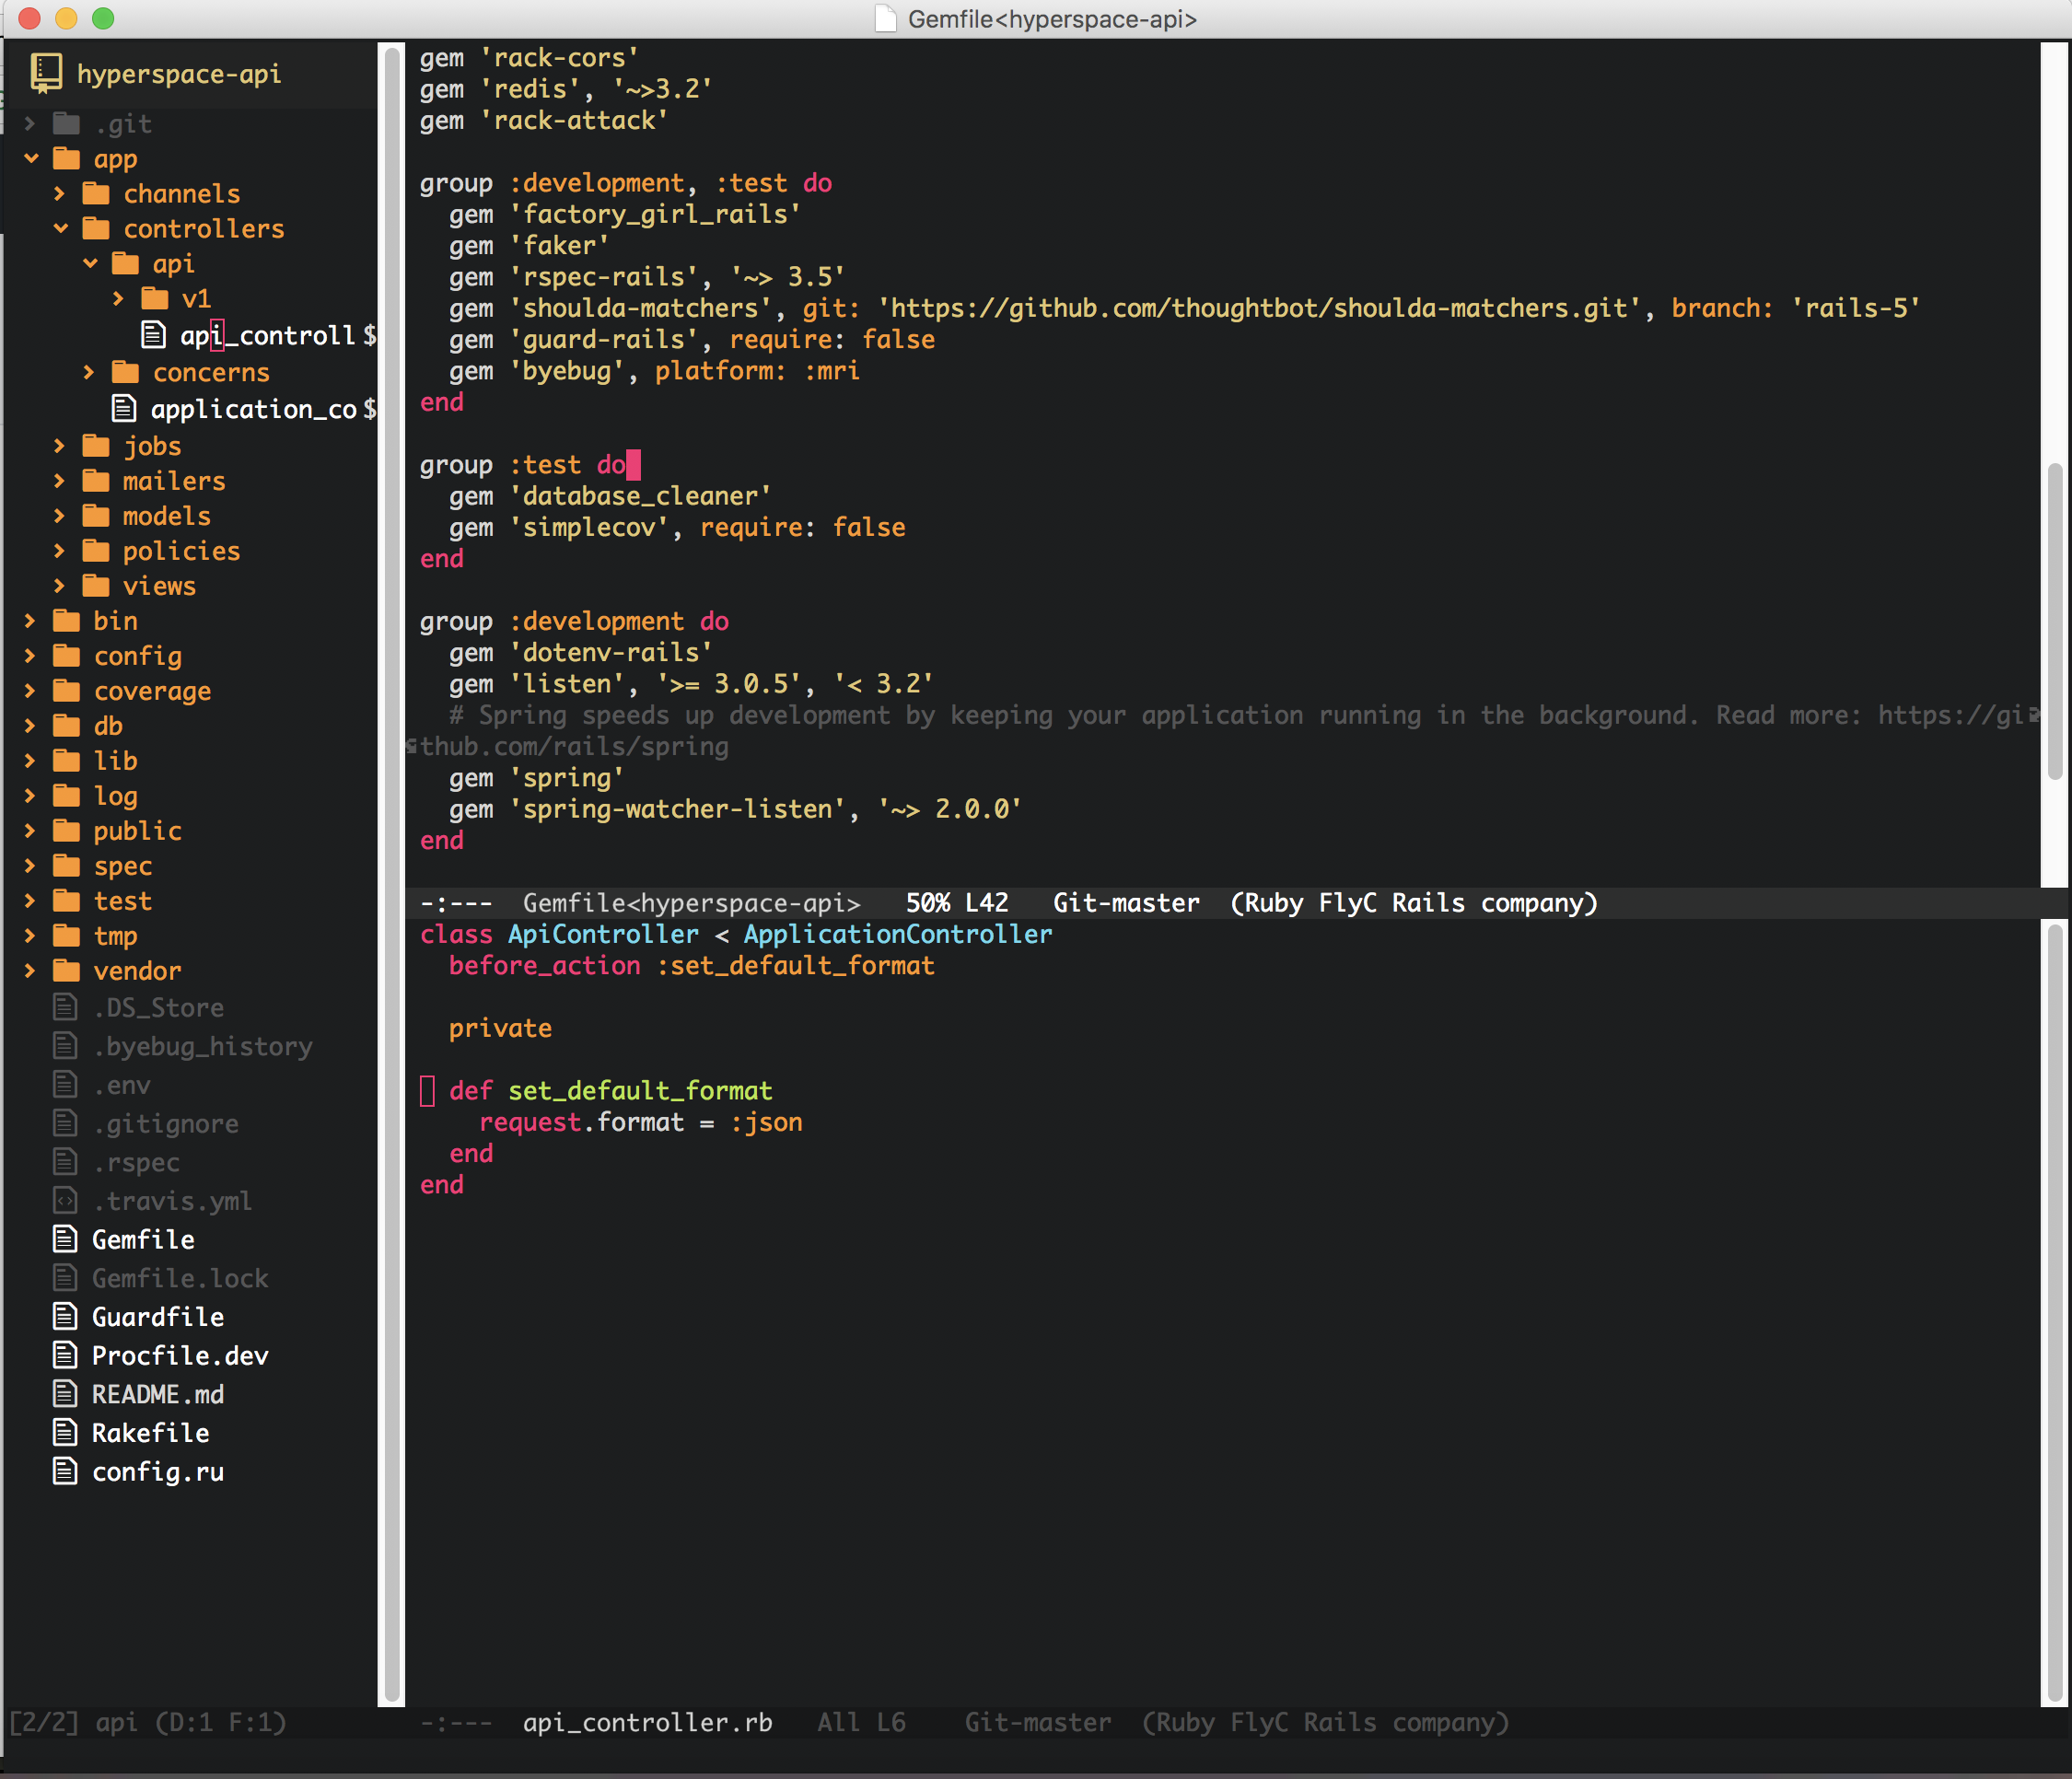 Gemfile<hyperspace-api>
hyperspace-api
.git
app
channels
controllers
api
v1
api_controll$
concerns
application_co$
jobs
mailers
models
policies
views
bin
config
coverage
db
lib
log
public
spec
test
tmp
vendor
.DS_Store
.byebug_history
.env
.gitignore
.rspec
.travis.yml
Gemfile
Gemfile.lock
Guardfile
Procfile.dev
README.md
Rakefile
config.ru
[2/2] api (D:1 F:1)
gem 'rack-cors'
gem 'redis', '~>3.2'
gem 'rack-attack'
group :development, :test do
  gem 'factory_girl_rails'
  gem 'faker'
  gem 'rspec-rails', '~> 3.5'
  gem 'shoulda-matchers', git: 'https://github.com/thoughtbot/shoulda-matchers.git', branch: 'rails-5'
  gem 'guard-rails', require: false
  gem 'byebug', platform: :mri
end
group :test do
  gem 'database_cleaner'
  gem 'simplecov', require: false
end
group :development do
  gem 'dotenv-rails'
  gem 'listen', '>= 3.0.5', '< 3.2'
  # Spring speeds up development by keeping your application running in the background. Read more: https://gi
thub.com/rails/spring
  gem 'spring'
  gem 'spring-watcher-listen', '~> 2.0.0'
end
-:---  Gemfile<hyperspace-api>   50% L42   Git-master  (Ruby FlyC Rails company)
class ApiController < ApplicationController
  before_action :set_default_format
  private
  def set_default_format
    request.format = :json
  end
end
-:---  api_controller.rb   All L6    Git-master  (Ruby FlyC Rails company)